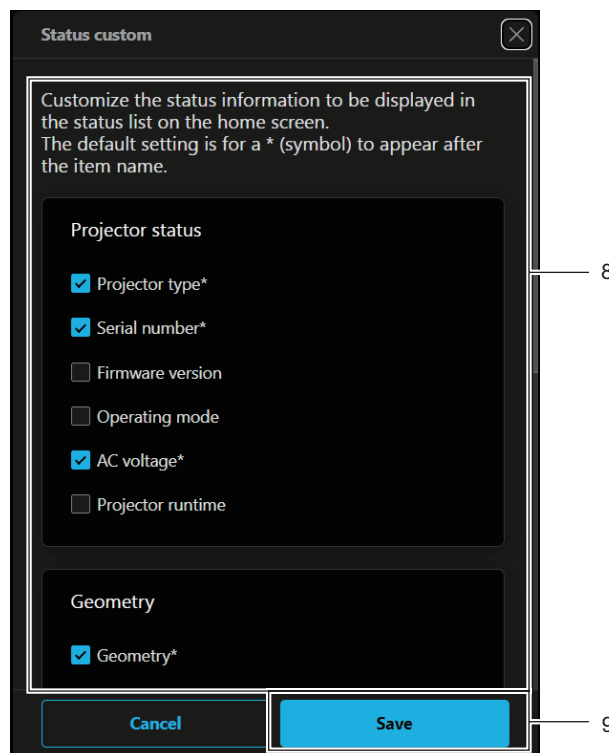 Status custom
Customize the status information to be displayed in
the status list on the home screen.
The default setting is for a * (symbol) to appear after
the item name.
Projector status
Projector type*
Serial number*
Firmware version
Operating mode
AC voltage*
Projector runtime
Geometry
Geometry*
Cancel
Save
8
9